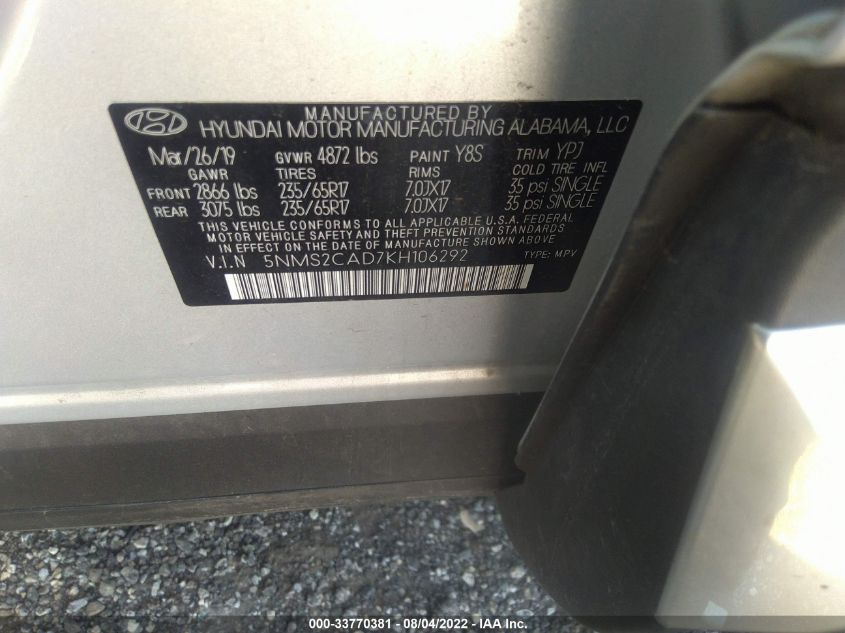 MANUFACTURED BY
HYUNDAI MOTOR MANUFACTURING ALABAMA, LLC
Mar/26/19 GVWR 4872 lbs PAINT Y8S TRIM YPJ
GAWR TIRES RIMS COLD TIRE INFL
FRONT 2866 lbs 235/65R17 7.0JX17 35 psi SINGLE
REAR 3075 lbs 235/65R17 7.0JX17 35 psi SINGLE
THIS VEHICLE CONFORMS TO ALL APPLICABLE U.S.A. FEDERAL
MOTOR VEHICLE SAFETY AND THEFT PREVENTION STANDARDS
IN EFFECT ON THE DATE OF MANUFACTURE SHOWN ABOVE
V.I.N 5NMS2CAD7KH106292 TYPE: MPV
000-33770381 - 08/04/2022 - IAA Inc.